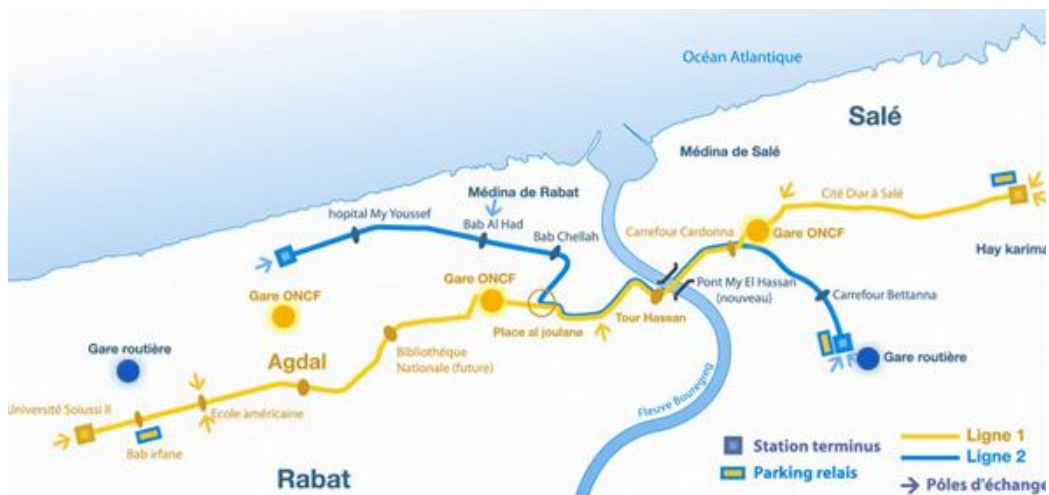 Océan Atlantique
Salé
Médina de Salé
Médina de Rabat
Cité Diar à Salé
hopital My Youssef
Bab Al Had
Bab Chellah
Carrefour Cardonna
Gare ONCF
Hay karima
Gare ONCF
Gare ONCF
Pont My El Hassan
(nouveau)
Carrefour Bettanna
Place al joulane
Tour Hassan
Gare routière
Agdal
Bibliothéque
Nationale (future)
Gare routière
Université Soiussi II
Ecole américaine
Bab irfane
Fleuve Bouregreg
Rabat
Station terminus
Ligne 1
Ligne 2
Parking relais
Pôles d'échange